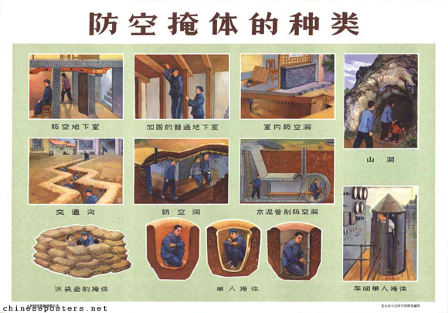 防空掩体的种类
防空地下室
加固的普通地下室
室内防空洞
山洞
交通沟
防空洞
水泥管制防空洞
沙袋垒的掩体
单人掩体
车间单人掩体
chineseposters.net